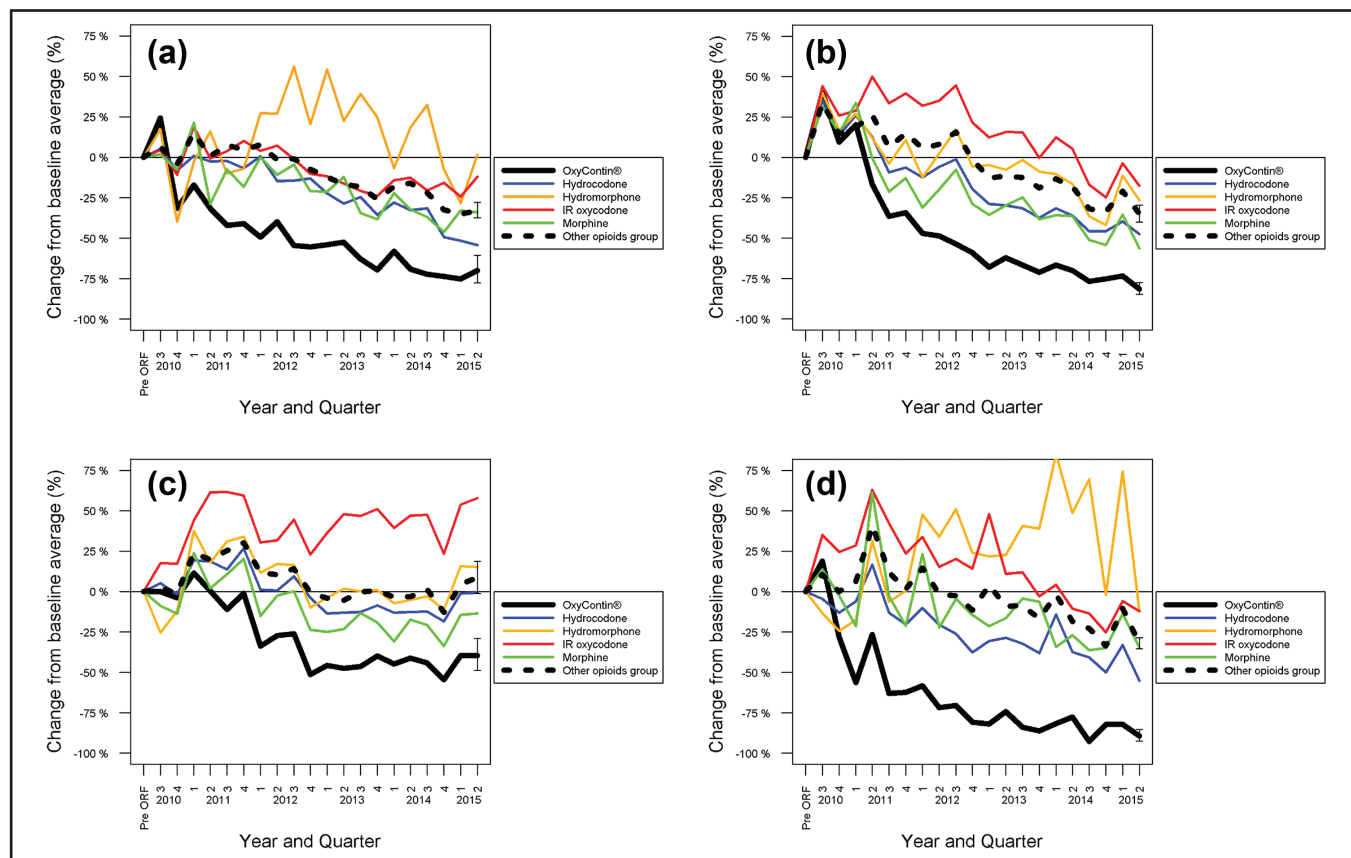 (a)
Change from baseline average (%)
75 %
50 %
25 %
0 %
-25 %
-50 %
-75 %
-100 %
Pre ORF 3 4 1 2 3 4 1 2 3 4 1 2 3 4 1 2 3 4 1 2
2010 2011 2012 2013 2014 2015
Year and Quarter
OxyContin®
Hydrocodone
Hydromorphone
IR oxycodone
Morphine
Other opioids group
(b)
Change from baseline average (%)
75 %
50 %
25 %
0 %
-25 %
-50 %
-75 %
-100 %
Pre ORF 3 4 1 2 3 4 1 2 3 4 1 2 3 4 1 2 3 4 1 2
2010 2011 2012 2013 2014 2015
Year and Quarter
OxyContin®
Hydrocodone
Hydromorphone
IR oxycodone
Morphine
Other opioids group
(c)
Change from baseline average (%)
75 %
50 %
25 %
0 %
-25 %
-50 %
-75 %
-100 %
Pre ORF 3 4 1 2 3 4 1 2 3 4 1 2 3 4 1 2 3 4 1 2
2010 2011 2012 2013 2014 2015
Year and Quarter
OxyContin®
Hydrocodone
Hydromorphone
IR oxycodone
Morphine
Other opioids group
(d)
Change from baseline average (%)
75 %
50 %
25 %
0 %
-25 %
-50 %
-75 %
-100 %
Pre ORF 3 4 1 2 3 4 1 2 3 4 1 2 3 4 1 2 3 4 1 2
2010 2011 2012 2013 2014 2015
Year and Quarter
OxyContin®
Hydrocodone
Hydromorphone
IR oxycodone
Morphine
Other opioids group